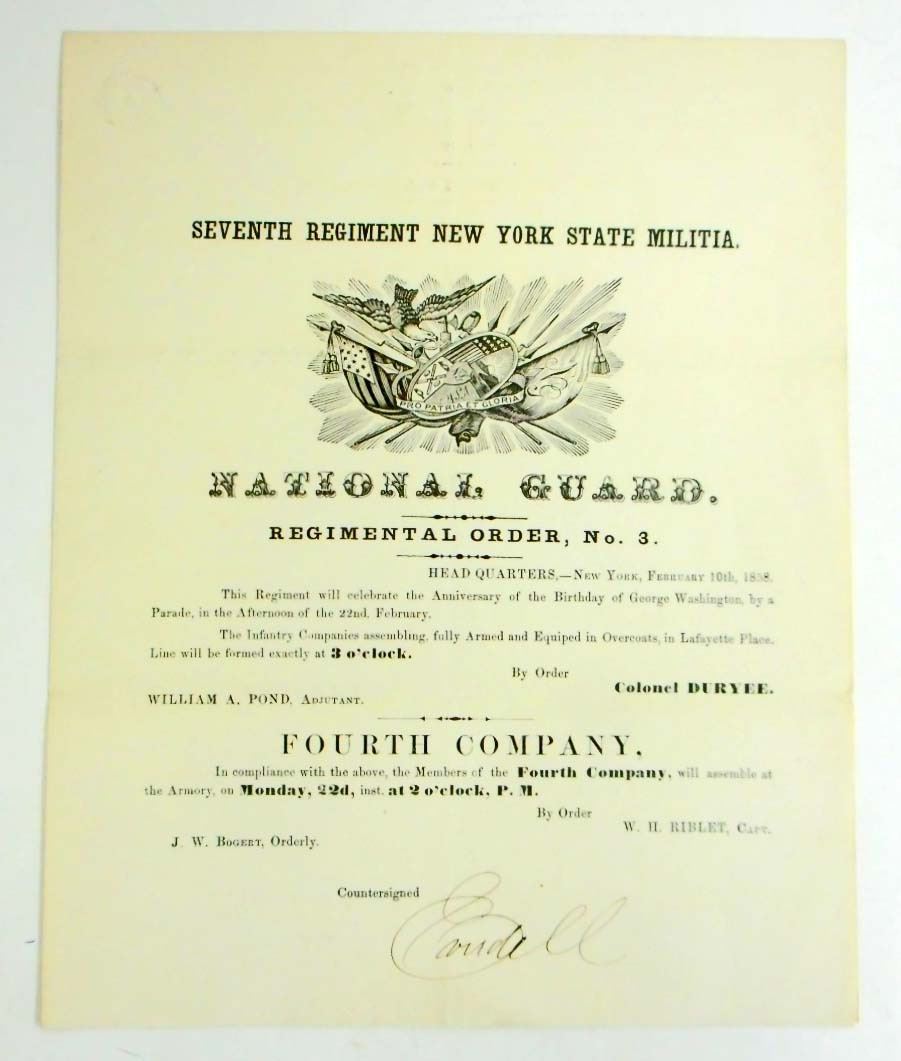 SEVENTH REGIMENT NEW YORK STATE MILITIA.
PRO PATRIA ET GLORIA
NATIONAL GUARD.
REGIMENTAL ORDER, No. 3.
HEAD QUARTERS,—NEW YORK, FEBRUARY 10th, 1858.
This Regiment will celebrate the Anniversary of the Birthday of George Washington, by a
Parade, in the Afternoon of the 22nd. February.
The Infantry Companies assembling, fully Armed and Equiped in Overcoats, in Lafayette Place.
Line will be formed exactly at 3 o'clock.
By Order
Colonel DURYEE.
WILLIAM A. POND, ADJUTANT.
FOURTH COMPANY.
In compliance with the above, the Members of the Fourth Company, will assemble at
the Armory, on Monday, 22d, inst. at 2 o'clock, P. M.
By Order
W. H. RIBLET, CAPT.
J. W. BOGERT, Orderly.
Countersigned